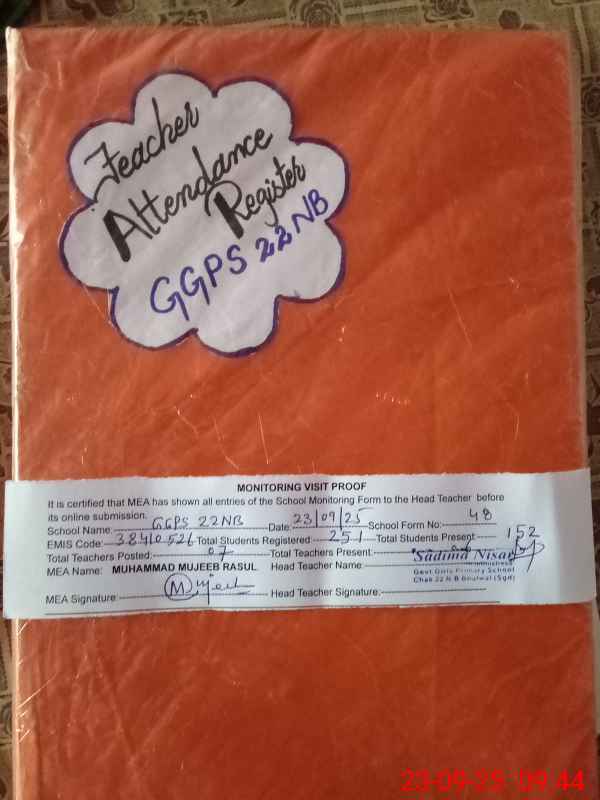 Teacher
Attendance
Register
GGPS 22NB
MONITORING VISIT PROOF
It is certified that MEA has shown all entries of the School Monitoring Form to the Head Teacher before
its online submission.
School Name: GGPS 22NB Date: 23/09/25 School Form No: 48
EMIS Code: 38410526 Total Students Registered: 251 Total Students Present 152
Total Teachers Posted: 07 Total Teachers Present:
MEA Name: MUHAMMAD MUJEEB RASUL Head Teacher Name: Sadima Nisar
Govt Girls Primary School
Chak 22 N B Bhalwal (Sgd)
MEA Signature: Mujeeb Head Teacher Signature:
23-09-25 09:44